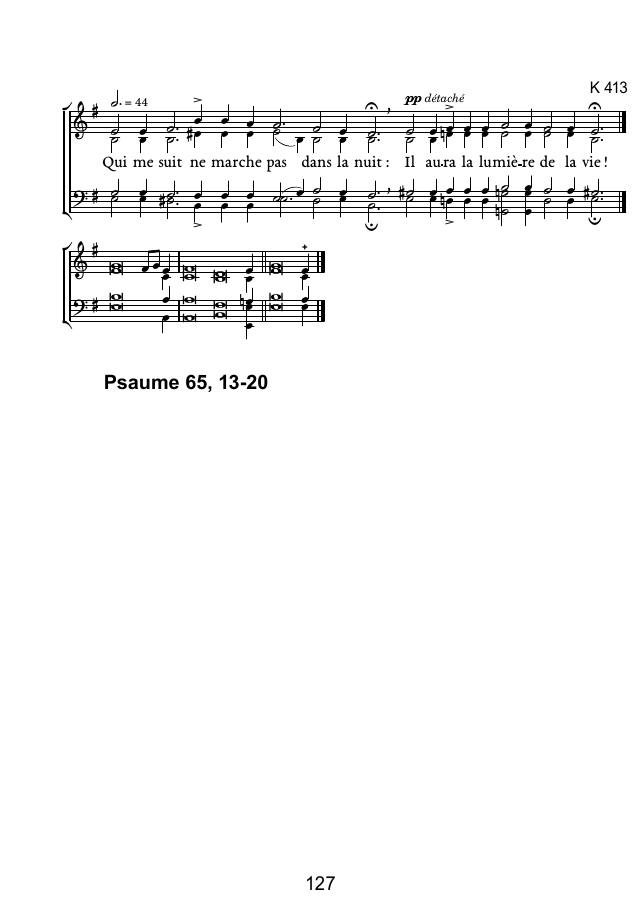 K 413
𝅗𝅥. = 44
pp détaché
Qui me suit ne marche pas dans la nuit : Il au-ra la lumiè-re de la vie !
Psaume 65, 13-20
127